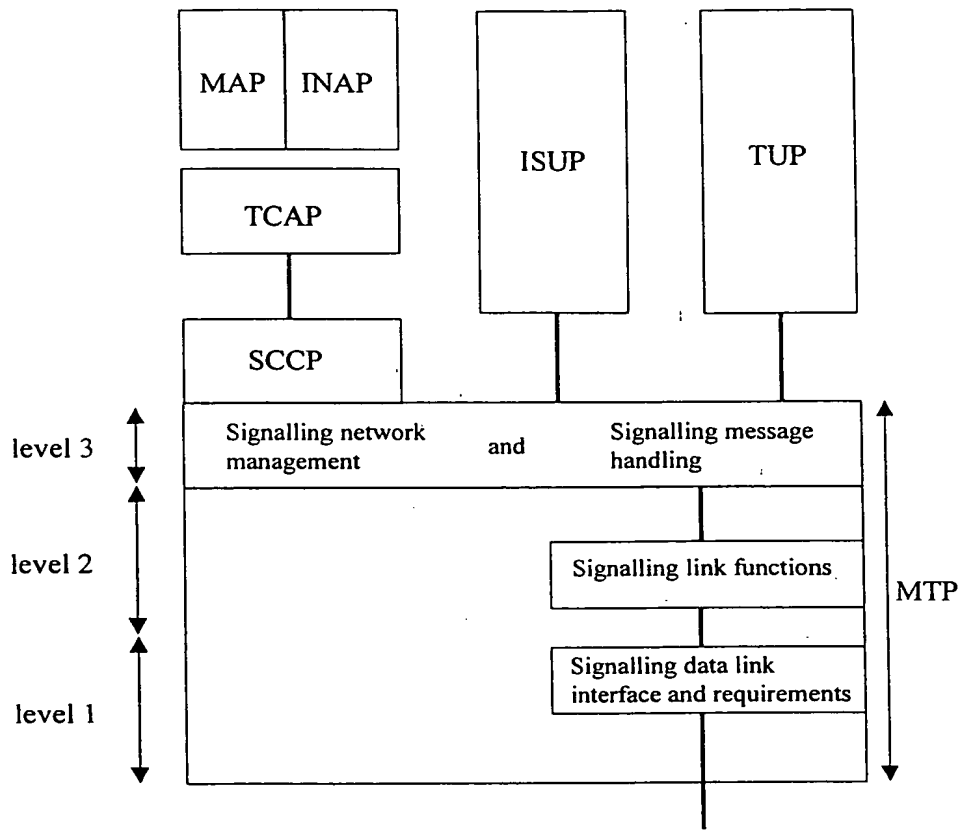 MAP INAP
ISUP
TUP
TCAP
SCCP
level 3
Signalling network
management
and
Signalling message
handling
level 2
Signalling link functions
MTP
level 1
Signalling data link
interface and requirements